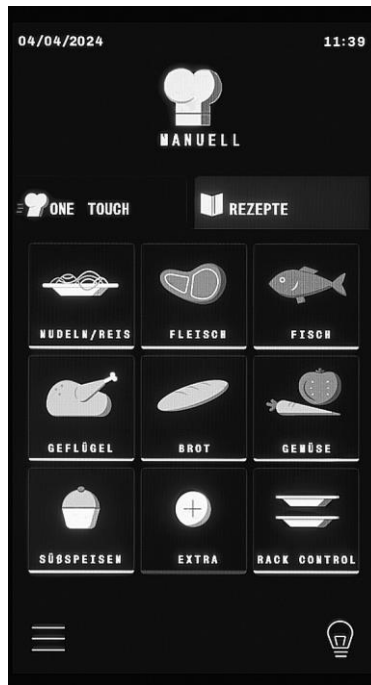 04/04/2024 11:39
MANUELL
ONE TOUCH REZEPTE
NUDELN/REIS FLEISCH FISCH
GEFLÜGEL BROT GEMÜSE
SÜßSPEISEN EXTRA RACK CONTROL